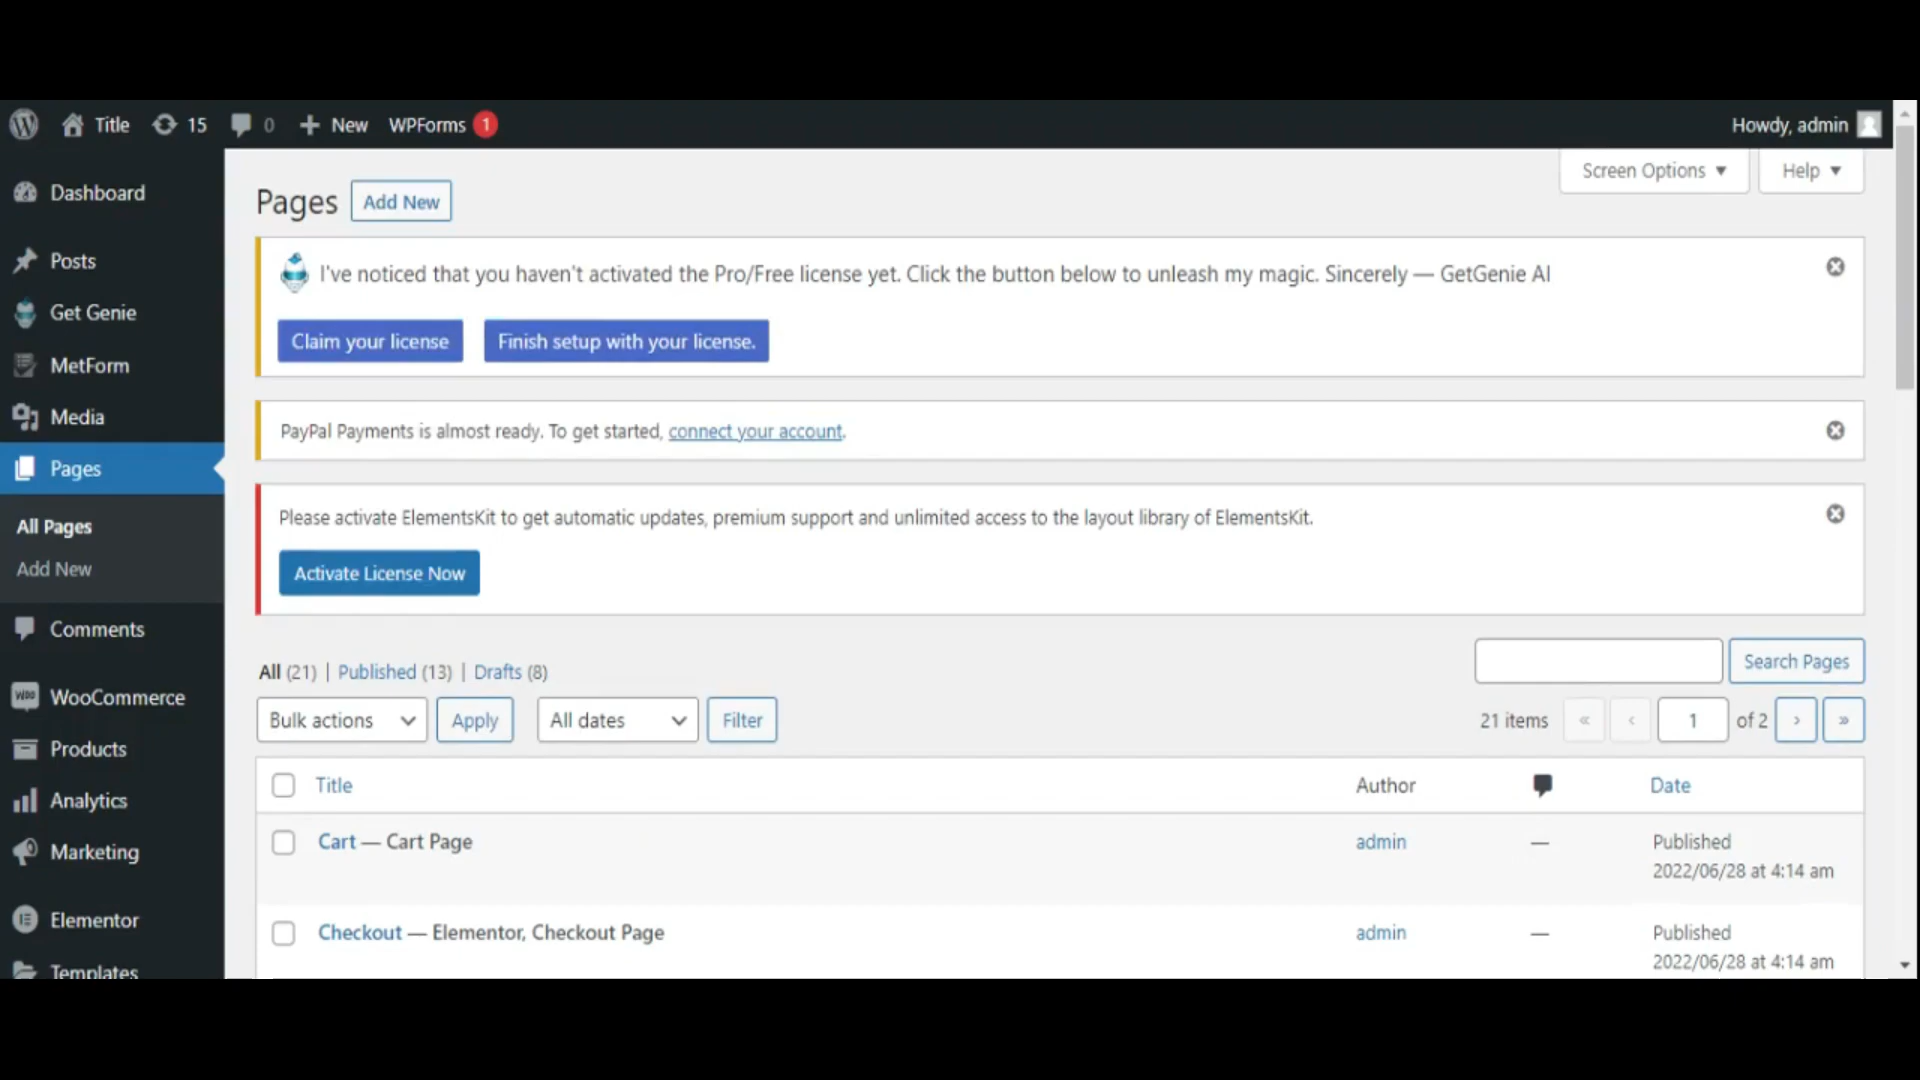 Title 15 0 New WPForms 1 Howdy, admin
Screen Options Help
Dashboard
Posts
Get Genie
MetForm
Media
Pages
All Pages
Add New
Comments
WooCommerce
Products
Analytics
Marketing
Elementor
Templates
Pages Add New
I've noticed that you haven't activated the Pro/Free license yet. Click the button below to unleash my magic. Sincerely — GetGenie AI
Claim your license Finish setup with your license.
PayPal Payments is almost ready. To get started, connect your account.
Please activate ElementsKit to get automatic updates, premium support and unlimited access to the layout library of ElementsKit.
Activate License Now
All (21) | Published (13) | Drafts (8)
Search Pages
Bulk actions Apply All dates Filter 21 items « ‹ 1 of 2 › »
Title Author Date
Cart — Cart Page admin — Published
2022/06/28 at 4:14 am
Checkout — Elementor, Checkout Page admin — Published
2022/06/28 at 4:14 am